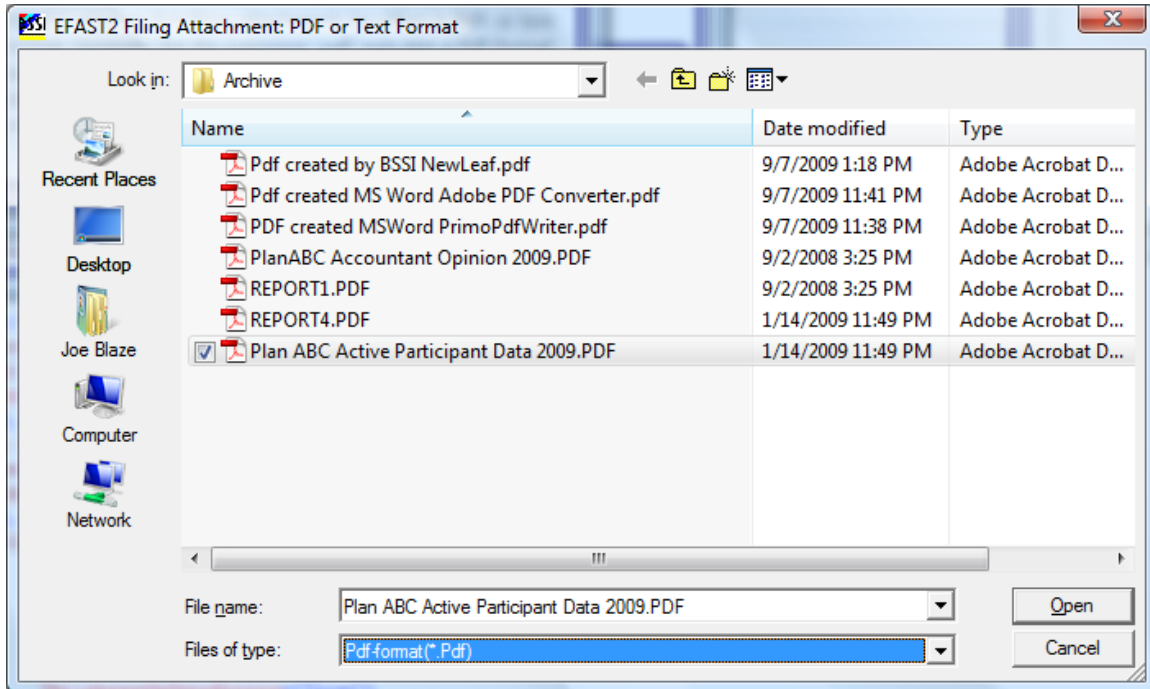 BSSI EFAST2 Filing Attachment: PDF or Text Format X
Look in: Archive
Name Date modified Type
Recent Places
Desktop
Joe Blaze
Computer
Network
Pdf created by BSSI NewLeaf.pdf 9/7/2009 1:18 PM Adobe Acrobat D...
Pdf created MS Word Adobe PDF Converter.pdf 9/7/2009 11:41 PM Adobe Acrobat D...
PDF created MSWord PrimoPdfWriter.pdf 9/7/2009 11:38 PM Adobe Acrobat D...
PlanABC Accountant Opinion 2009.PDF 9/2/2008 3:25 PM Adobe Acrobat D...
REPORT1.PDF 9/2/2008 3:25 PM Adobe Acrobat D...
REPORT4.PDF 1/14/2009 11:49 PM Adobe Acrobat D...
Plan ABC Active Participant Data 2009.PDF 1/14/2009 11:49 PM Adobe Acrobat D...
File name: Plan ABC Active Participant Data 2009.PDF Open
Files of type: Pdf-format(*.Pdf) Cancel